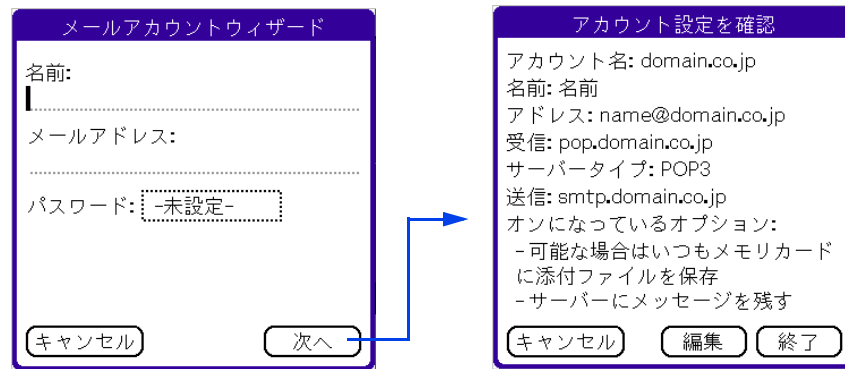 メールアカウントウィザード
名前:
メールアドレス:
パスワード: -未設定-
キャンセル 次へ
アカウント設定を確認
アカウント名: domain.co.jp
名前: 名前
アドレス: name@domain.co.jp
受信: pop.domain.co.jp
サーバータイプ: POP3
送信: smtp.domain.co.jp
オンになっているオプション:
-可能な場合はいつもメモリカード
に添付ファイルを保存
-サーバーにメッセージを残す
キャンセル 編集 終了